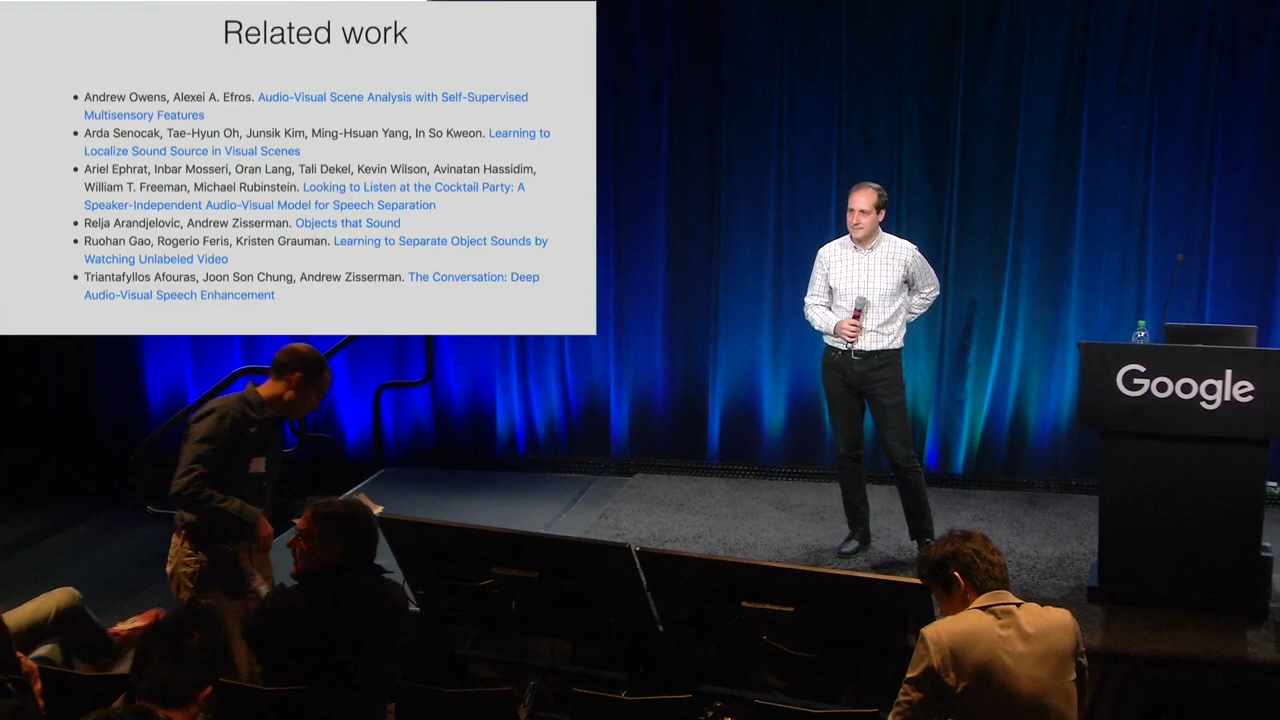 Related work
• Andrew Owens, Alexei A. Efros. Audio-Visual Scene Analysis with Self-Supervised
Multisensory Features
• Arda Senocak, Tae-Hyun Oh, Junsik Kim, Ming-Hsuan Yang, In So Kweon. Learning to
Localize Sound Source in Visual Scenes
• Ariel Ephrat, Inbar Mosseri, Oran Lang, Tali Dekel, Kevin Wilson, Avinatan Hassidim,
William T. Freeman, Michael Rubinstein. Looking to Listen at the Cocktail Party: A
Speaker-Independent Audio-Visual Model for Speech Separation
• Relja Arandjelovic, Andrew Zisserman. Objects that Sound
• Ruohan Gao, Rogerio Feris, Kristen Grauman. Learning to Separate Object Sounds by
Watching Unlabeled Video
• Triantafyllos Afouras, Joon Son Chung, Andrew Zisserman. The Conversation: Deep
Audio-Visual Speech Enhancement
Google